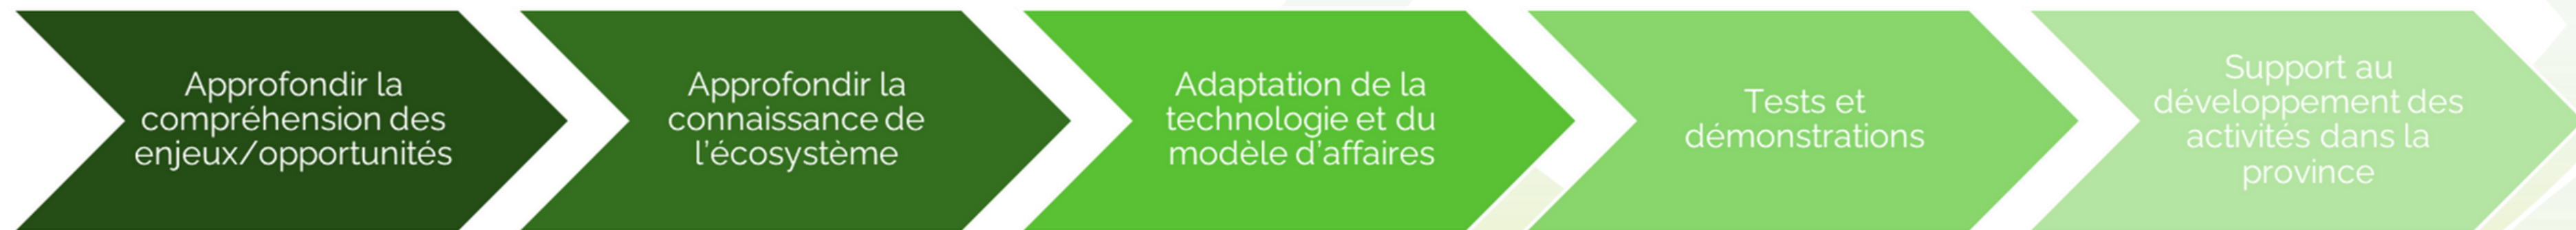 Approfondir la
compréhension des
enjeux/opportunités
Approfondir la
connaissance de
l'écosystème
Adaptation de la
technologie et du
modèle d'affaires
Tests et
démonstrations
Support au
développement des
activités dans la
province